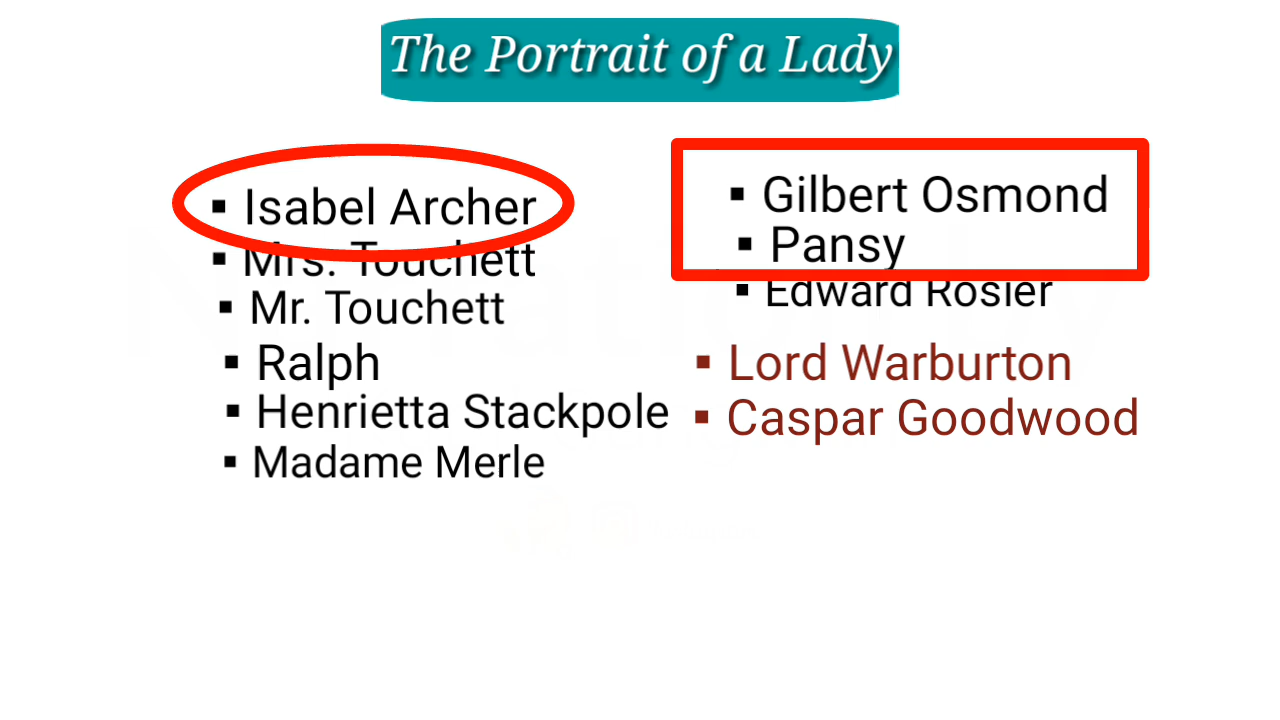 The Portrait of a Lady
▪ Isabel Archer
▪ Mrs. Touchett
▪ Mr. Touchett
▪ Ralph
▪ Henrietta Stackpole
▪ Madame Merle
▪ Gilbert Osmond
▪ Pansy
▪ Edward Rosier
▪ Lord Warburton
▪ Caspar Goodwood